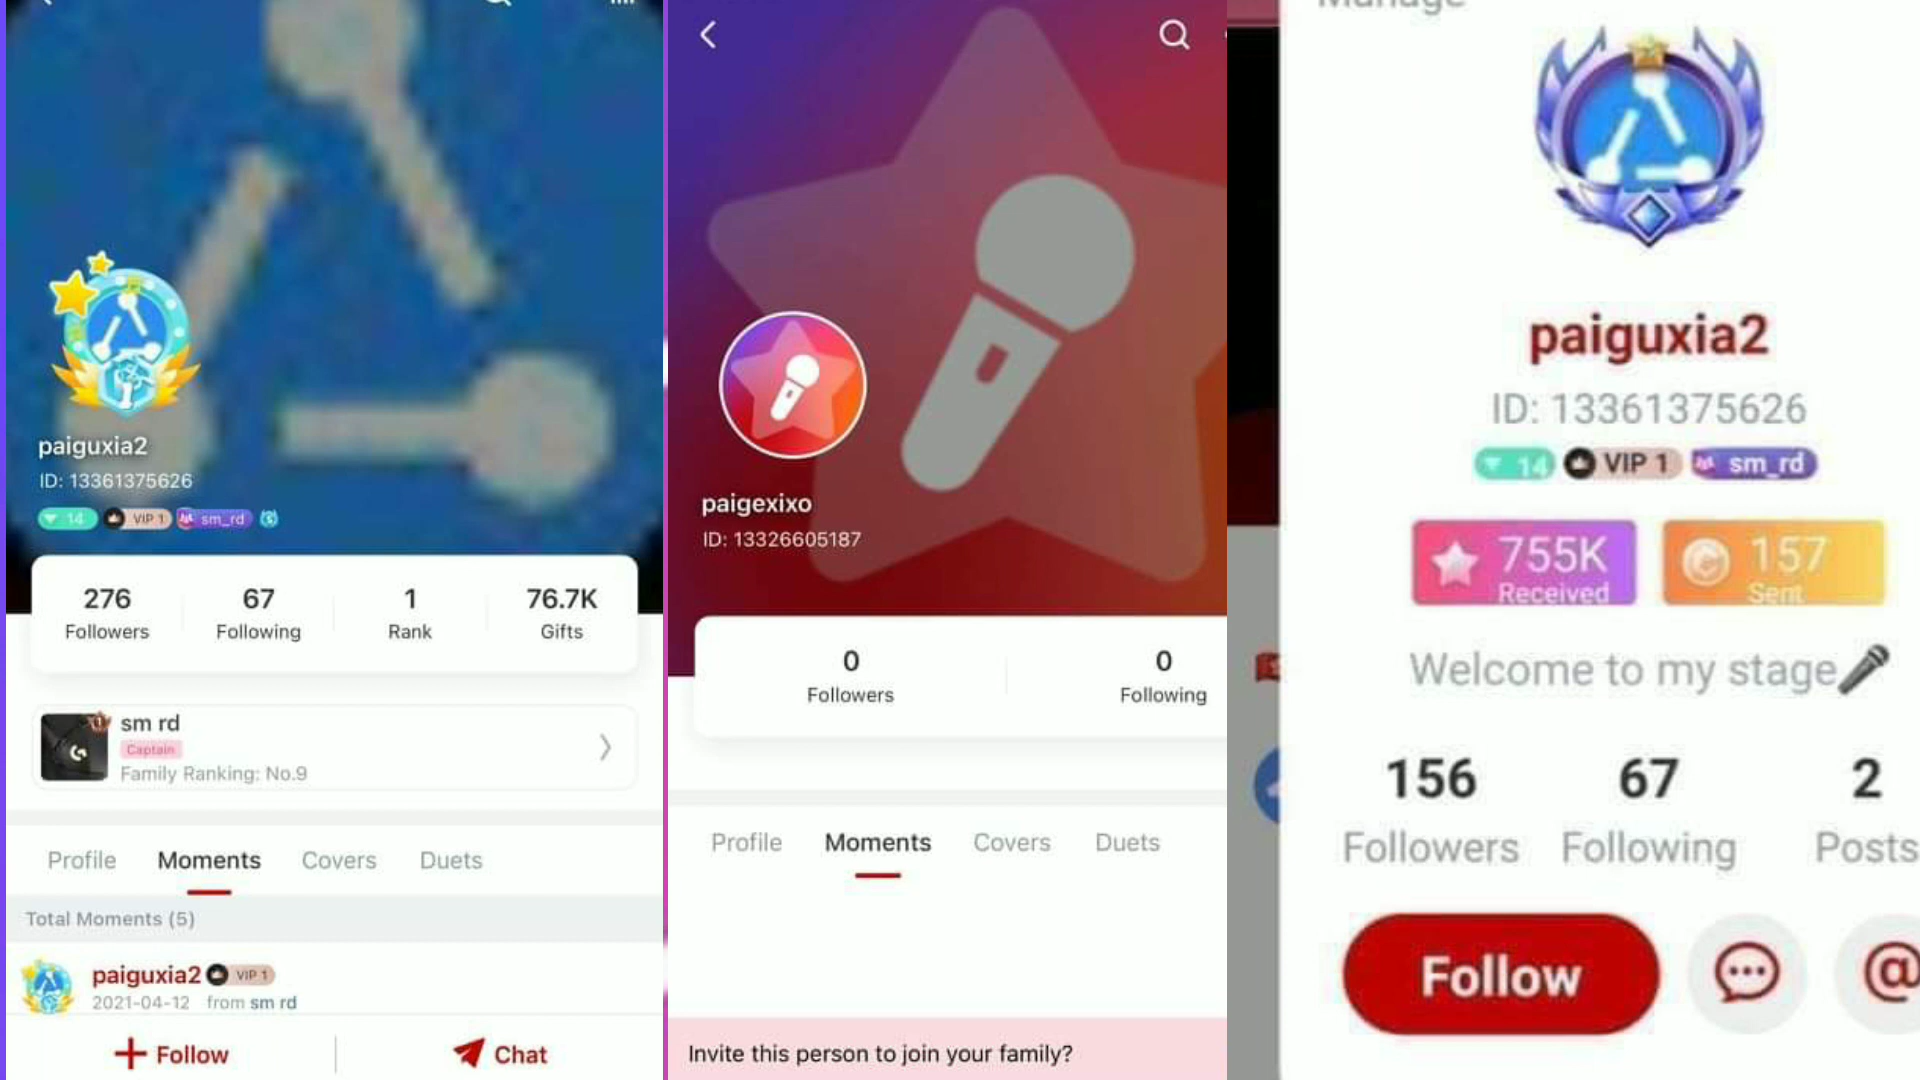 paiguxia2
ID: 13361375626
14 VIP 1 sm_rd
276 67 1 76.7K
Followers Following Rank Gifts
sm rd
Captain
Family Ranking: No.9
Profile Moments Covers Duets
Total Moments (5)
paiguxia2 VIP 1
2021-04-12 from sm rd
Follow Chat
paigexixo
ID: 13326605187
0 0
Followers Following
Profile Moments Covers Duets
Invite this person to join your family?
Manage
paiguxia2
ID: 13361375626
14 VIP 1 sm_rd
755K 157
Received Sent
Welcome to my stage
156 67 2
Followers Following Posts
Follow @